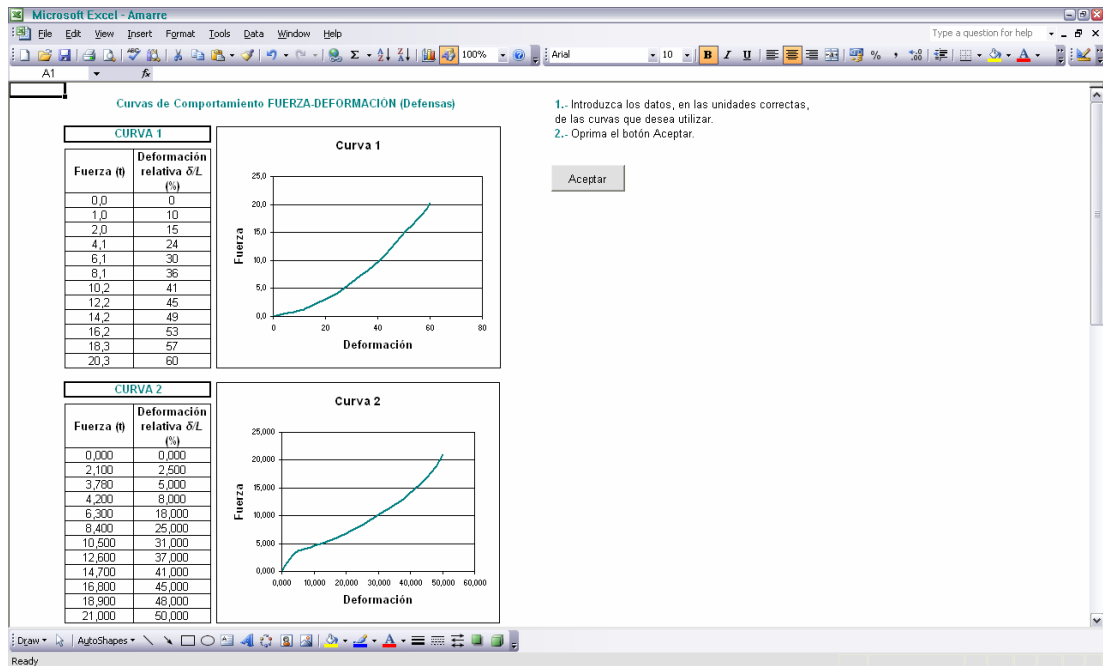 Microsoft Excel - Amarre
File Edit View Insert Format Tools Data Window Help
Type a question for help
100%
Arial
10
B I U
A1
fx
Curvas de Comportamiento FUERZA-DEFORMACIÓN (Defensas)
1.- Introduzca los datos, en las unidades correctas,
de las curvas que desea utilizar.
2.- Oprima el botón Aceptar.
Aceptar
CURVA 1
Fuerza (t) Deformación relativa δ/L (%)
0,0 0
1,0 10
2,0 15
4,1 24
6,1 30
8,1 36
10,2 41
12,2 45
14,2 49
16,2 53
18,3 57
20,3 60
Curva 1
25,0
20,0
15,0
10,0
5,0
0,0
0 20 40 60 80
Fuerza
Deformación
CURVA 2
Fuerza (t) Deformación relativa δ/L (%)
0,000 0,000
2,100 2,500
3,780 5,000
4,200 8,000
6,300 18,000
8,400 25,000
10,500 31,000
12,600 37,000
14,700 41,000
16,800 45,000
18,900 48,000
21,000 50,000
Curva 2
25,000
20,000
15,000
10,000
5,000
0,000
0,000 10,000 20,000 30,000 40,000 50,000 60,000
Fuerza
Deformación
Draw AutoShapes
Ready